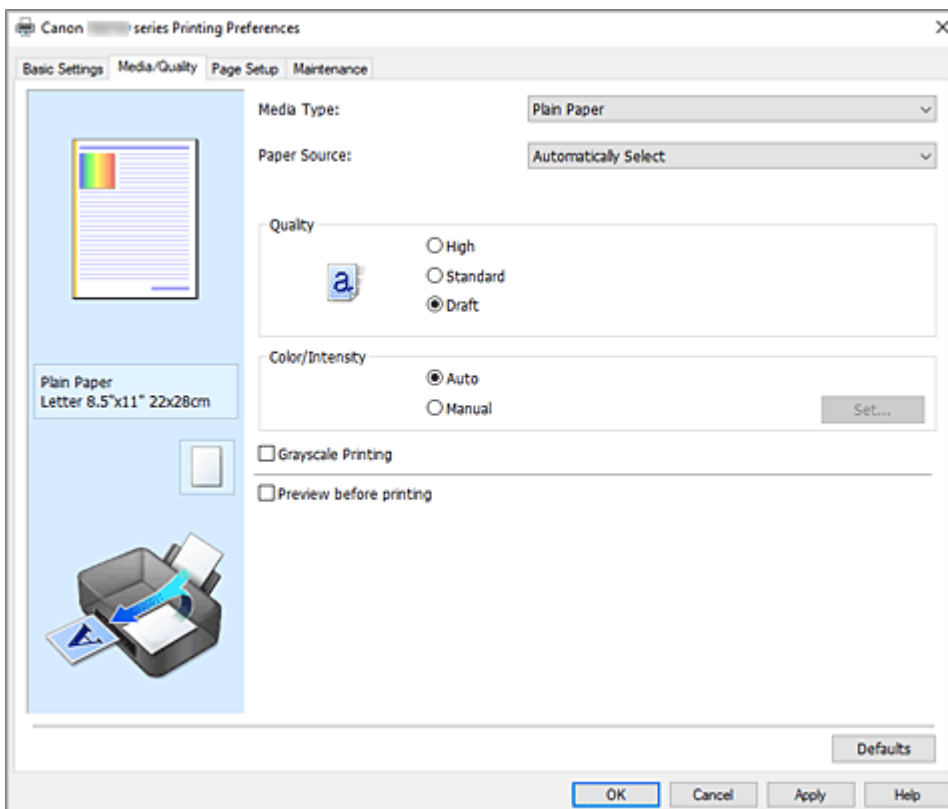 Canon series Printing Preferences
Basic Settings Media/Quality Page Setup Maintenance
Media Type: Plain Paper
Paper Source: Automatically Select
Quality
High
a Standard
Draft
Color/Intensity
Auto
Manual Set...
Plain Paper
Letter 8.5"x11" 22x28cm
Grayscale Printing
Preview before printing
A
Defaults
OK Cancel Apply Help